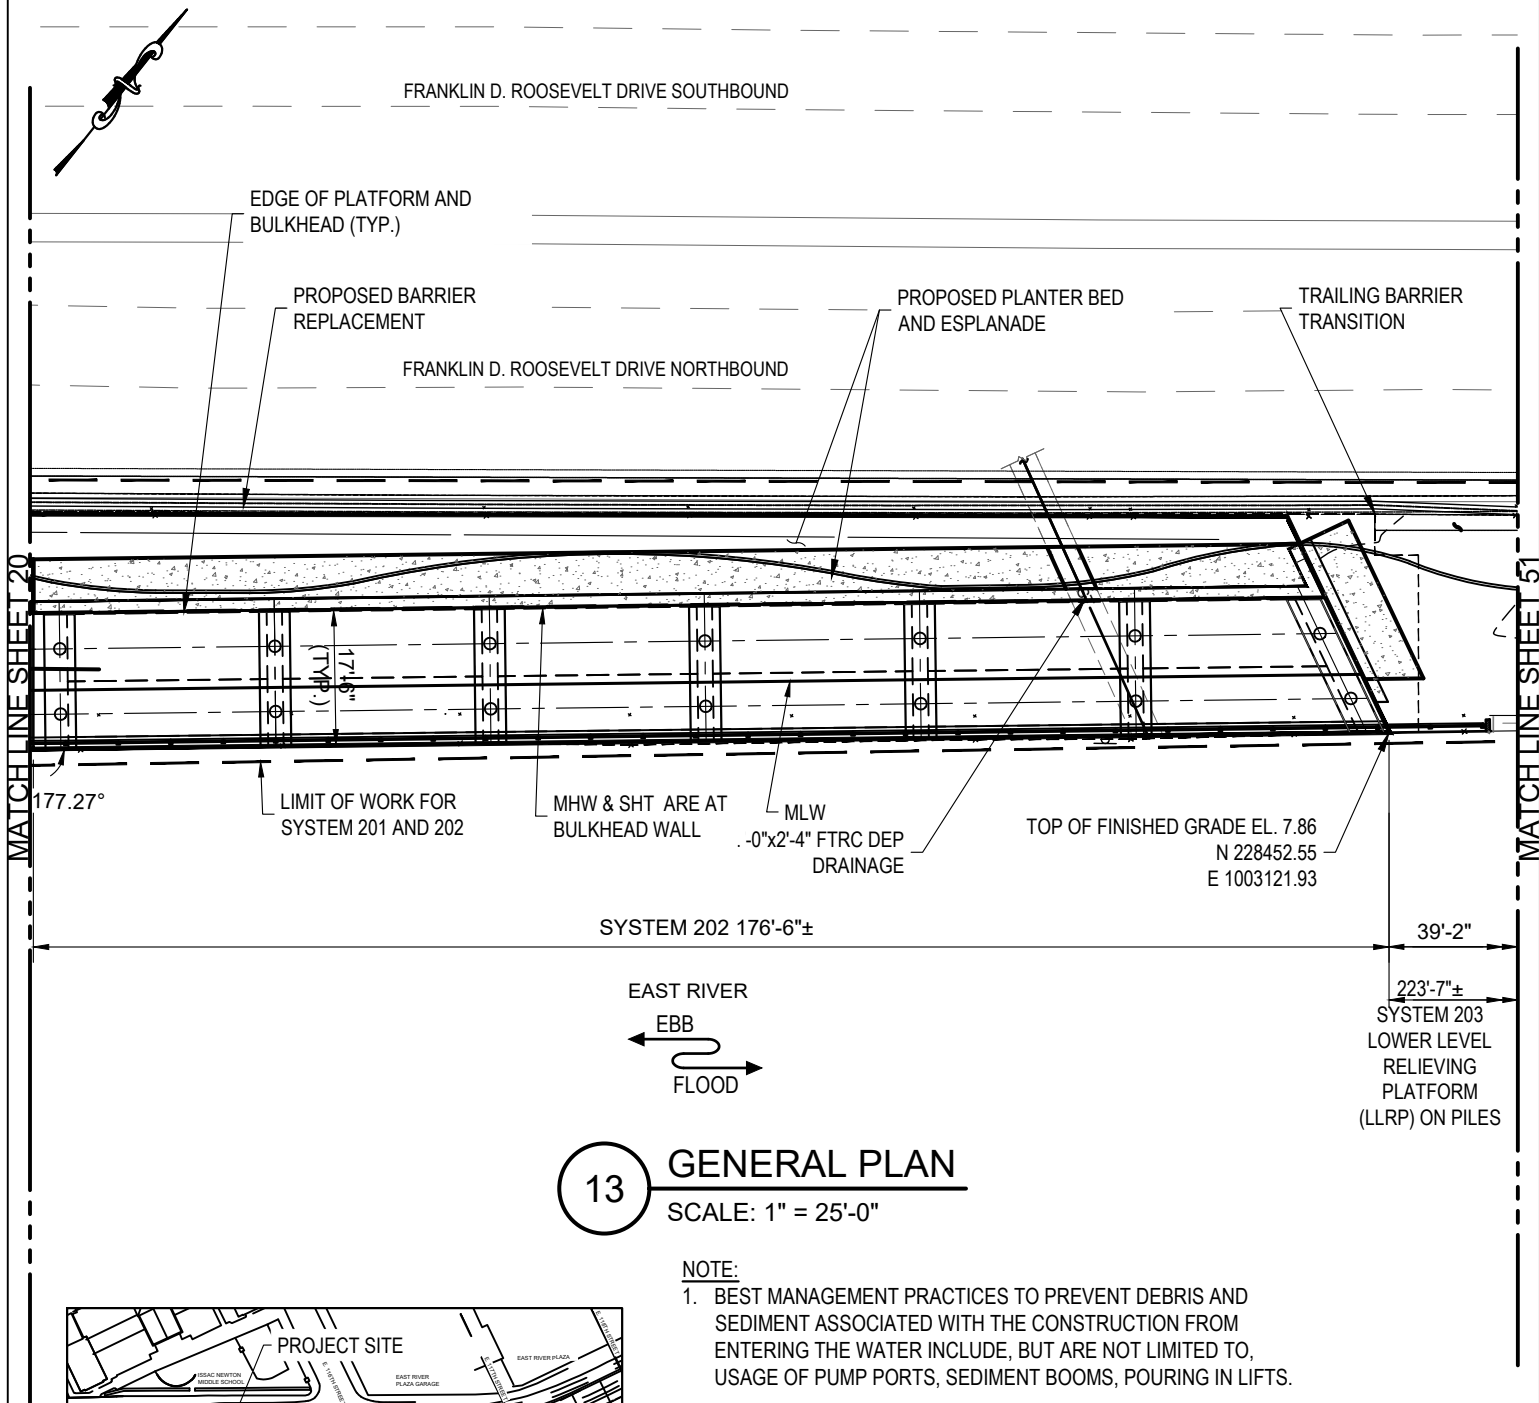 FRANKLIN D. ROOSEVELT DRIVE SOUTHBOUND
EDGE OF PLATFORM AND
BULKHEAD (TYP.)
PROPOSED BARRIER
REPLACEMENT
PROPOSED PLANTER BED
AND ESPLANADE
TRAILING BARRIER
TRANSITION
FRANKLIN D. ROOSEVELT DRIVE NORTHBOUND
MATCH LINE SHEET 20
MATCH LINE SHEET 51
17'-6"
(TYP.)
177.27°
LIMIT OF WORK FOR
SYSTEM 201 AND 202
MHW & SHT ARE AT
BULKHEAD WALL
MLW
. -0"x2'-4" FTRC DEP
DRAINAGE
TOP OF FINISHED GRADE EL. 7.86
N 228452.55
E 1003121.93
SYSTEM 202 176'-6"±
39'-2"
EAST RIVER
EBB
FLOOD
223'-7"±
SYSTEM 203
LOWER LEVEL
RELIEVING
PLATFORM
(LLRP) ON PILES
13
GENERAL PLAN
SCALE: 1" = 25'-0"
NOTE:
1. BEST MANAGEMENT PRACTICES TO PREVENT DEBRIS AND
SEDIMENT ASSOCIATED WITH THE CONSTRUCTION FROM
ENTERING THE WATER INCLUDE, BUT ARE NOT LIMITED TO,
USAGE OF PUMP PORTS, SEDIMENT BOOMS, POURING IN LIFTS.
PROJECT SITE
ISSAC NEWTON
MIDDLE SCHOOL
E. 116TH STREET
EAST RIVER
PLAZA GARAGE
E. 117TH STREET
EAST RIVER PLAZA
E. 118TH STREET